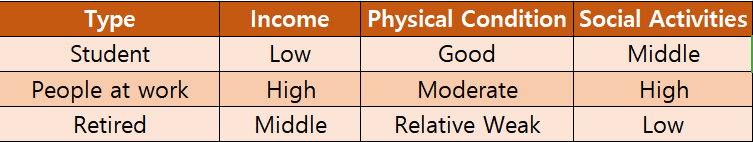 Type Income Physical Condition Social Activities
Student Low Good Middle
People at work High Moderate High
Retired Middle Relative Weak Low